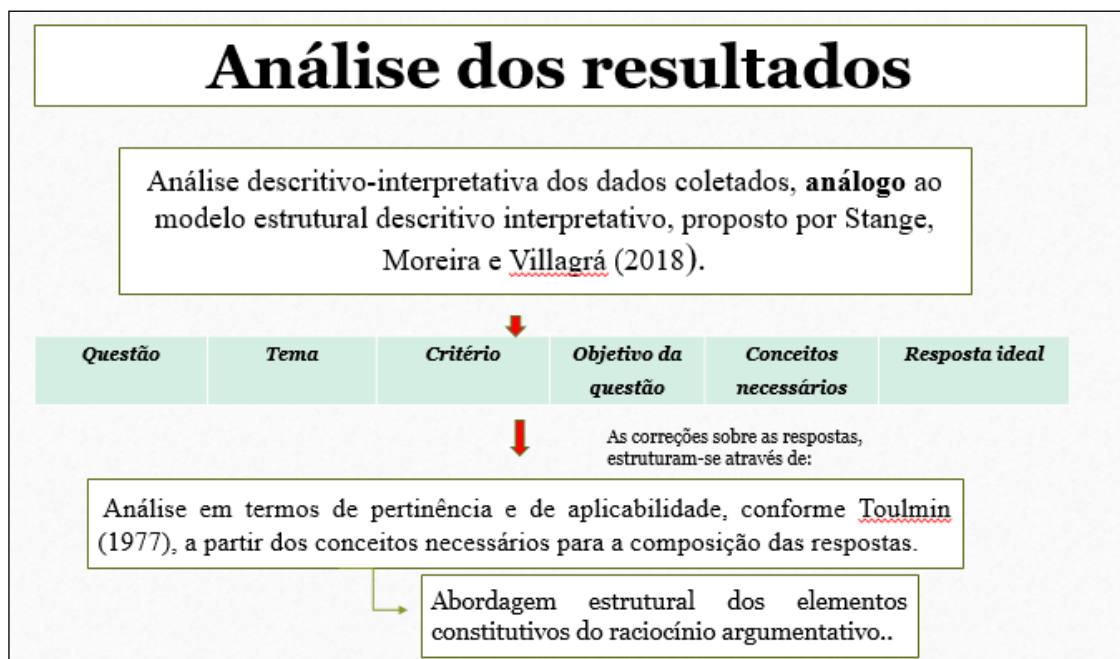 Análise dos resultados
Análise descritivo-interpretativa dos dados coletados, análogo ao
modelo estrutural descritivo interpretativo, proposto por Stange,
Moreira e Villagrá (2018).
Questão Tema Critério Objetivo da questão Conceitos necessários Resposta ideal
As correções sobre as respostas,
estruturam-se através de:
Análise em termos de pertinência e de aplicabilidade, conforme Toulmin
(1977), a partir dos conceitos necessários para a composição das respostas.
Abordagem estrutural dos elementos
constitutivos do raciocínio argumentativo..